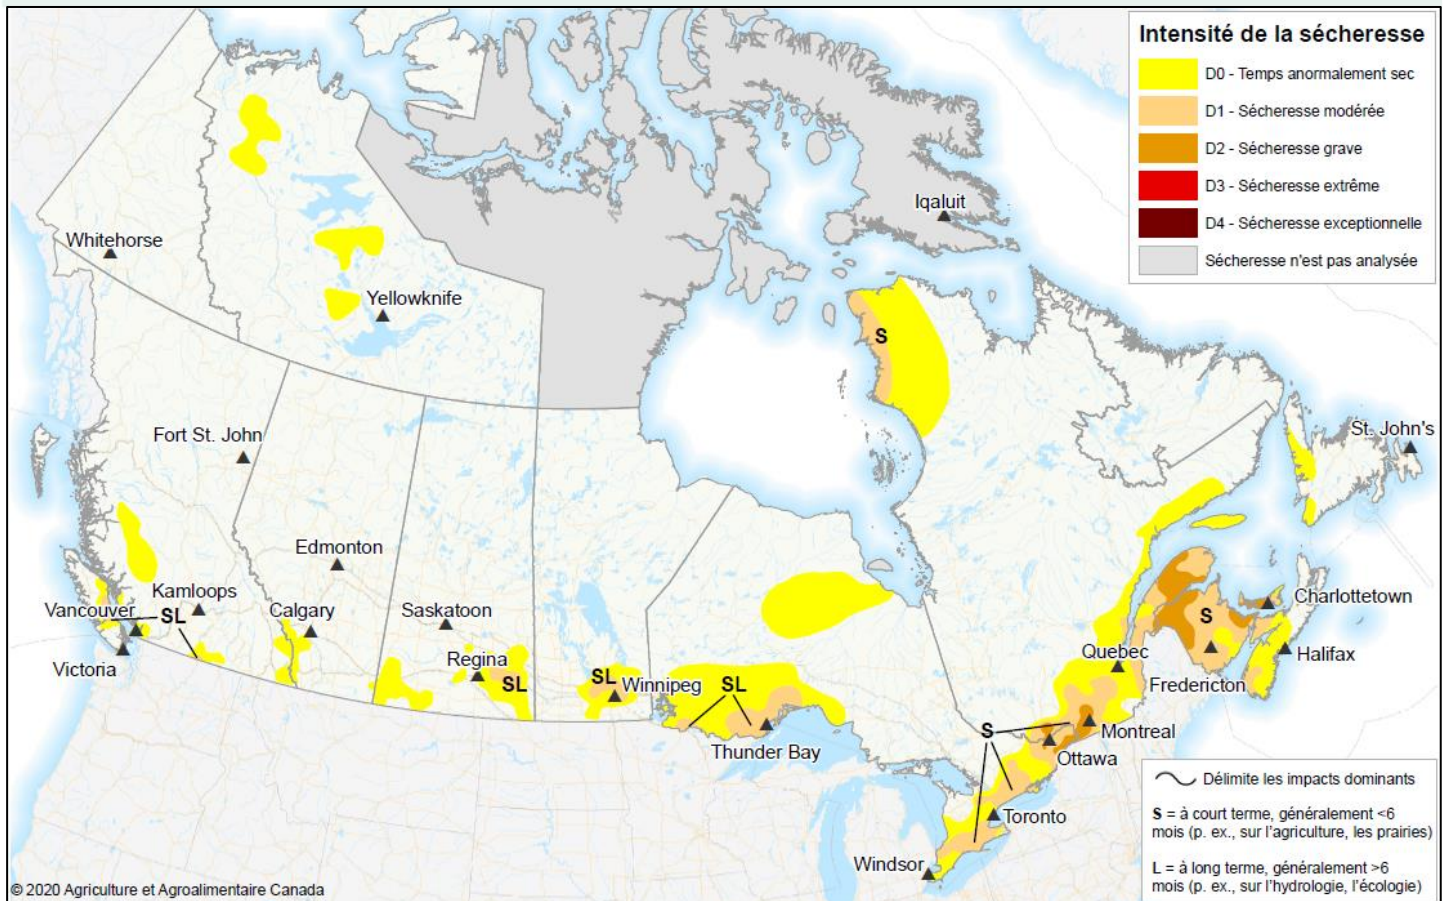 Intensité de la sécheresse
D0 - Temps anormalement sec
D1 - Sécheresse modérée
D2 - Sécheresse grave
D3 - Sécheresse extrême
D4 - Sécheresse exceptionnelle
Sécheresse n'est pas analysée
Iqaluit
Whitehorse
Yellowknife
S
Fort St. John
St. John's
Edmonton
Kamloops
Calgary
Saskatoon
Vancouver
SL
Charlottetown
S
Victoria
Regina
SL
SL
Winnipeg
SL
Quebec
Halifax
Fredericton
Thunder Bay
S
Montreal
Ottawa
Toronto
Windsor
Délimite les impacts dominants
S = à court terme, généralement <6
mois (p. ex., sur l'agriculture, les prairies)
L = à long terme, généralement >6
mois (p. ex., sur l'hydrologie, l'écologie)
© 2020 Agriculture et Agroalimentaire Canada